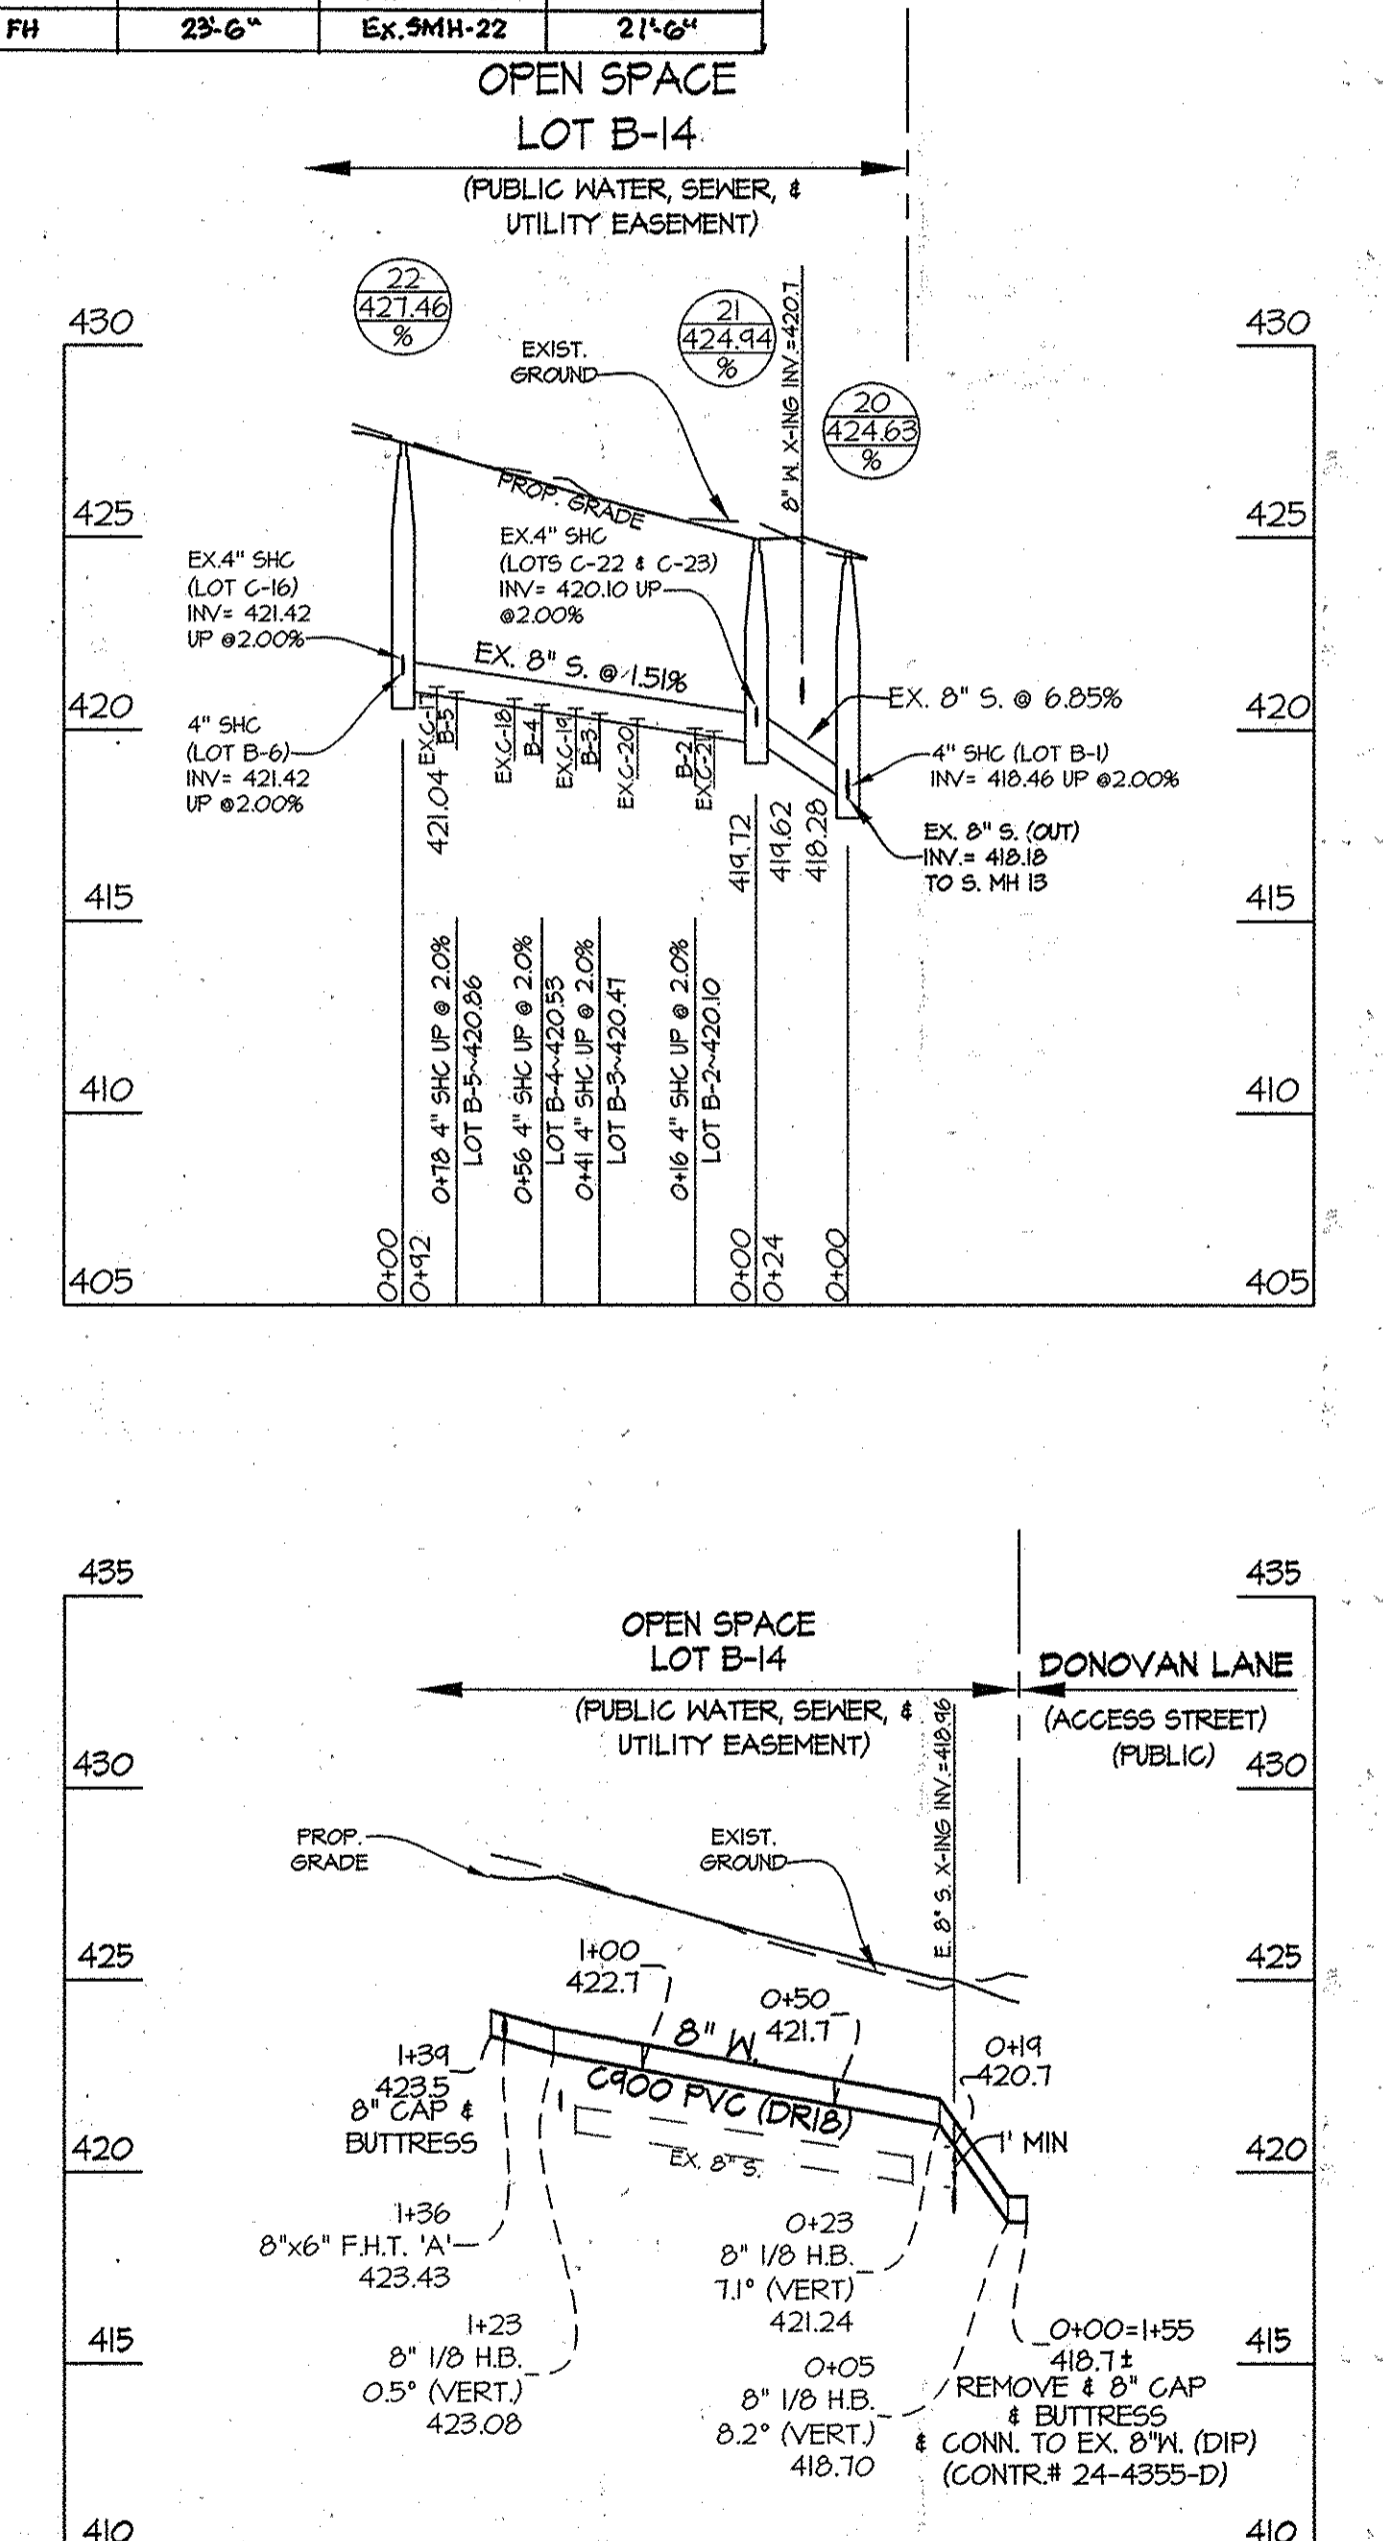 FH 23'-6" Ex.SMH-22 21'-6"
OPEN SPACE
LOT B-14
(PUBLIC WATER, SEWER, &
UTILITY EASEMENT)
22
427.46
%
21
424.94
%
20
424.63
%
8" W. X-ING INV.=420.7
EXIST.
GROUND
PROP. GRADE
430
425
420
415
410
405
430
425
420
415
410
405
EX.4" SHC
(LOT C-16)
INV= 421.42
UP @2.00%
4" SHC
(LOT B-6)
INV= 421.42
UP @2.00%
EX.4" SHC
(LOTS C-22 & C-23)
INV= 420.10 UP
@2.00%
EX. 8" S. @ 1.51%
EX. 8" S. @ 6.85%
4" SHC (LOT B-1)
INV= 418.46 UP @2.00%
EX. 8" S. (OUT)
INV.= 418.18
TO S. MH 13
EX.C-17
B-5
EX.C-18
B-4
EX.C-19
B-3
EX.C-20
B-2
EX.C-21
421.04
419.72
419.62
418.28
0+78 4" SHC UP @ 2.0%
LOT B-5~420.86
0+56 4" SHC UP @ 2.0%
LOT B-4~420.53
0+41 4" SHC UP @ 2.0%
LOT B-3~420.47
0+16 4" SHC UP @ 2.0%
LOT B-2~420.10
0+00
0+92
0+00
0+24
0+00
435
430
425
420
415
410
435
430
425
420
415
410
OPEN SPACE
LOT B-14
(PUBLIC WATER, SEWER, &
UTILITY EASEMENT)
DONOVAN LANE
(ACCESS STREET)
(PUBLIC)
E. 8" S. X-ING INV.=418.96
PROP.
GRADE
EXIST.
GROUND
1+00
422.7
0+50
421.7
0+19
420.7
8" W.
C900 PVC (DR18)
EX. 8" S.
1' MIN
1+39
423.5
8" CAP &
BUTTRESS
1+36
8"x6" F.H.T. 'A'
423.43
1+23
8" 1/8 H.B.
0.5° (VERT.)
423.08
0+23
8" 1/8 H.B.
7.1° (VERT)
421.24
0+05
8" 1/8 H.B.
8.2° (VERT.)
418.70
0+00=1+55
418.7±
REMOVE & 8" CAP
& BUTTRESS
& CONN. TO EX. 8"W. (DIP)
(CONTR.# 24-4355-D)